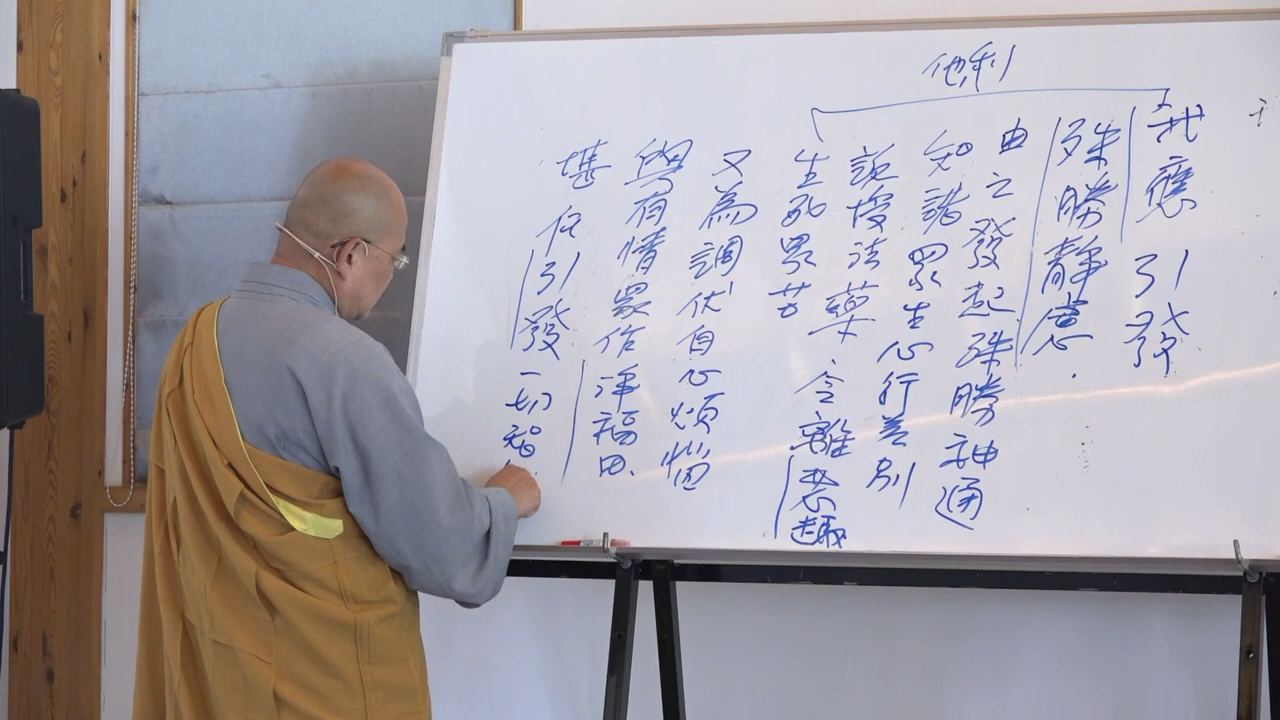 利他
我應引發
殊勝靜慮.
由之發起殊勝神通
知諸眾生心行差別
說授法藥令離惡趣
生死眾苦
又為調伏自心煩惱
與有情眾作淨福田.
堪任引發一切智